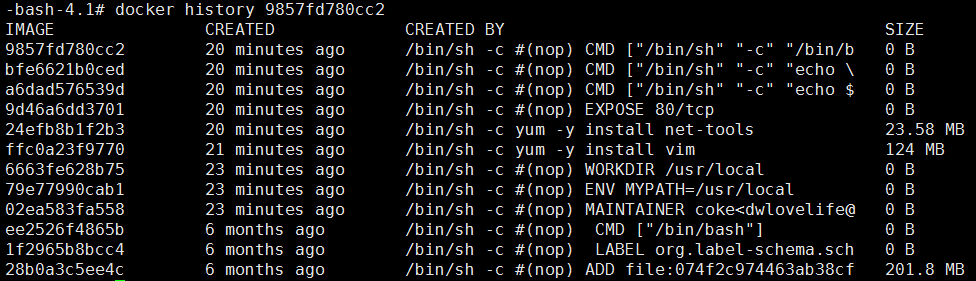 -bash-4.1# docker history 9857fd780cc2
IMAGE CREATED CREATED BY SIZE
9857fd780cc2 20 minutes ago /bin/sh -c #(nop) CMD ["/bin/sh" "-c" "/bin/b 0 B
bfe6621b0ced 20 minutes ago /bin/sh -c #(nop) CMD ["/bin/sh" "-c" "echo \ 0 B
a6dad576539d 20 minutes ago /bin/sh -c #(nop) CMD ["/bin/sh" "-c" "echo $ 0 B
9d46a6dd3701 20 minutes ago /bin/sh -c #(nop) EXPOSE 80/tcp 0 B
24efb8b1f2b3 20 minutes ago /bin/sh -c yum -y install net-tools 23.58 MB
ffc0a23f9770 21 minutes ago /bin/sh -c yum -y install vim 124 MB
6663fe628b75 23 minutes ago /bin/sh -c #(nop) WORKDIR /usr/local 0 B
79e77990cab1 23 minutes ago /bin/sh -c #(nop) ENV MYPATH=/usr/local 0 B
02ea583fa558 23 minutes ago /bin/sh -c #(nop) MAINTAINER coke<dwlovelife@ 0 B
ee2526f4865b 6 months ago /bin/sh -c #(nop)  CMD ["/bin/bash"] 0 B
1f2965b8bcc4 6 months ago /bin/sh -c #(nop)  LABEL org.label-schema.sch 0 B
28b0a3c5ee4c 6 months ago /bin/sh -c #(nop) ADD file:074f2c974463ab38cf 201.8 MB